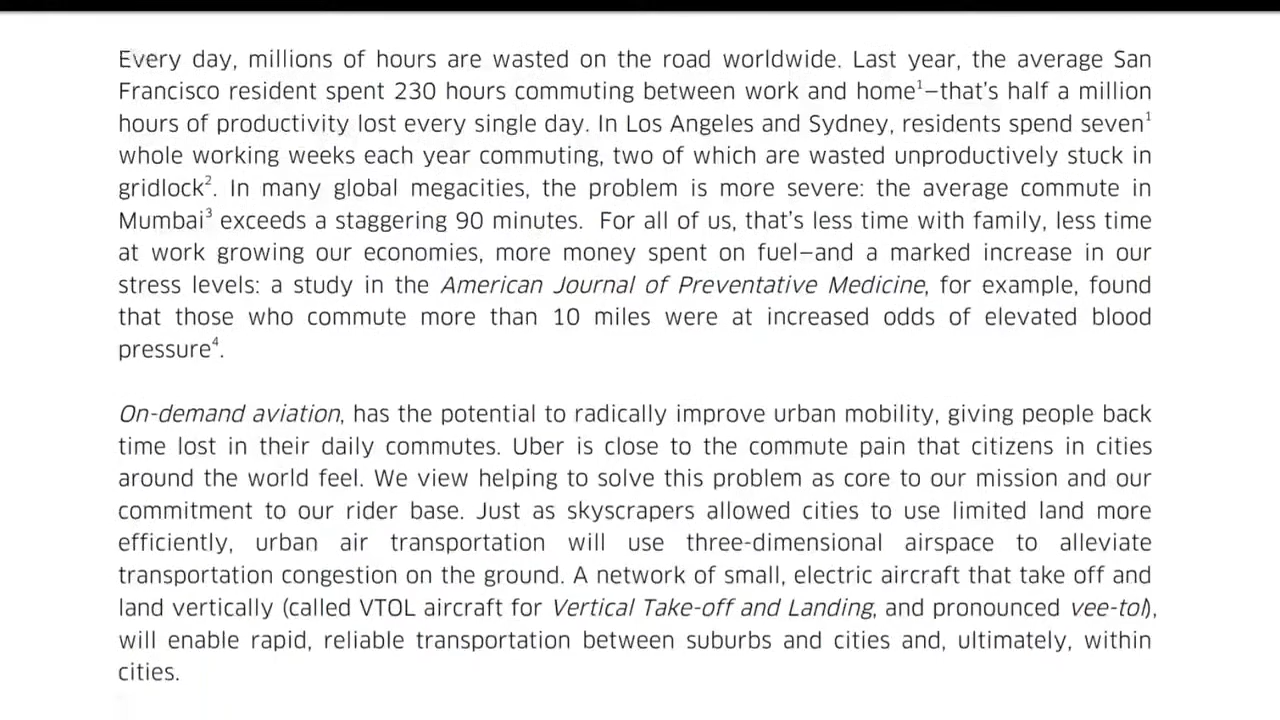 Every day, millions of hours are wasted on the road worldwide. Last year, the average San
Francisco resident spent 230 hours commuting between work and home¹–that's half a million
hours of productivity lost every single day. In Los Angeles and Sydney, residents spend seven¹
whole working weeks each year commuting, two of which are wasted unproductively stuck in
gridlock². In many global megacities, the problem is more severe: the average commute in
Mumbai³ exceeds a staggering 90 minutes. For all of us, that's less time with family, less time
at work growing our economies, more money spent on fuel–and a marked increase in our
stress levels: a study in the American Journal of Preventative Medicine, for example, found
that those who commute more than 10 miles were at increased odds of elevated blood
pressure⁴.
On-demand aviation, has the potential to radically improve urban mobility, giving people back
time lost in their daily commutes. Uber is close to the commute pain that citizens in cities
around the world feel. We view helping to solve this problem as core to our mission and our
commitment to our rider base. Just as skyscrapers allowed cities to use limited land more
efficiently, urban air transportation will use three-dimensional airspace to alleviate
transportation congestion on the ground. A network of small, electric aircraft that take off and
land vertically (called VTOL aircraft for Vertical Take-off and Landing, and pronounced vee-tol),
will enable rapid, reliable transportation between suburbs and cities and, ultimately, within
cities.